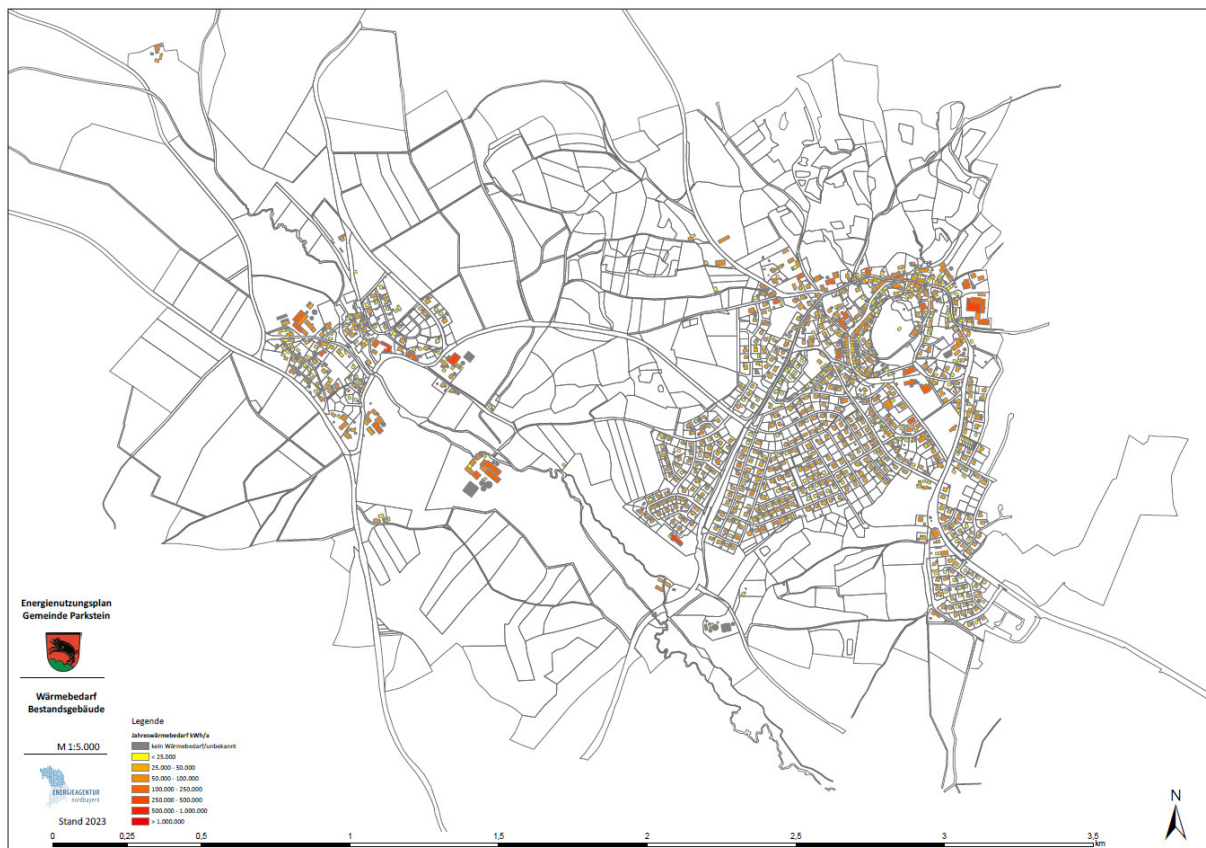 Energienutzungsplan
Gemeinde Parkstein
Wärmebedarf
Bestandsgebäude
M 1:5.000
ENERGIEAGENTUR
nordbayern
Stand 2023
Legende
Jahreswärmebedarf kWh/a
kein Wärmebedarf/unbekannt
< 25.000
25.000 - 50.000
50.000 - 100.000
100.000 - 250.000
250.000 - 500.000
500.000 - 1.000.000
> 1.000.000
N
0 0,25 0,5 1 1,5 2 2,5 3 3,5
km